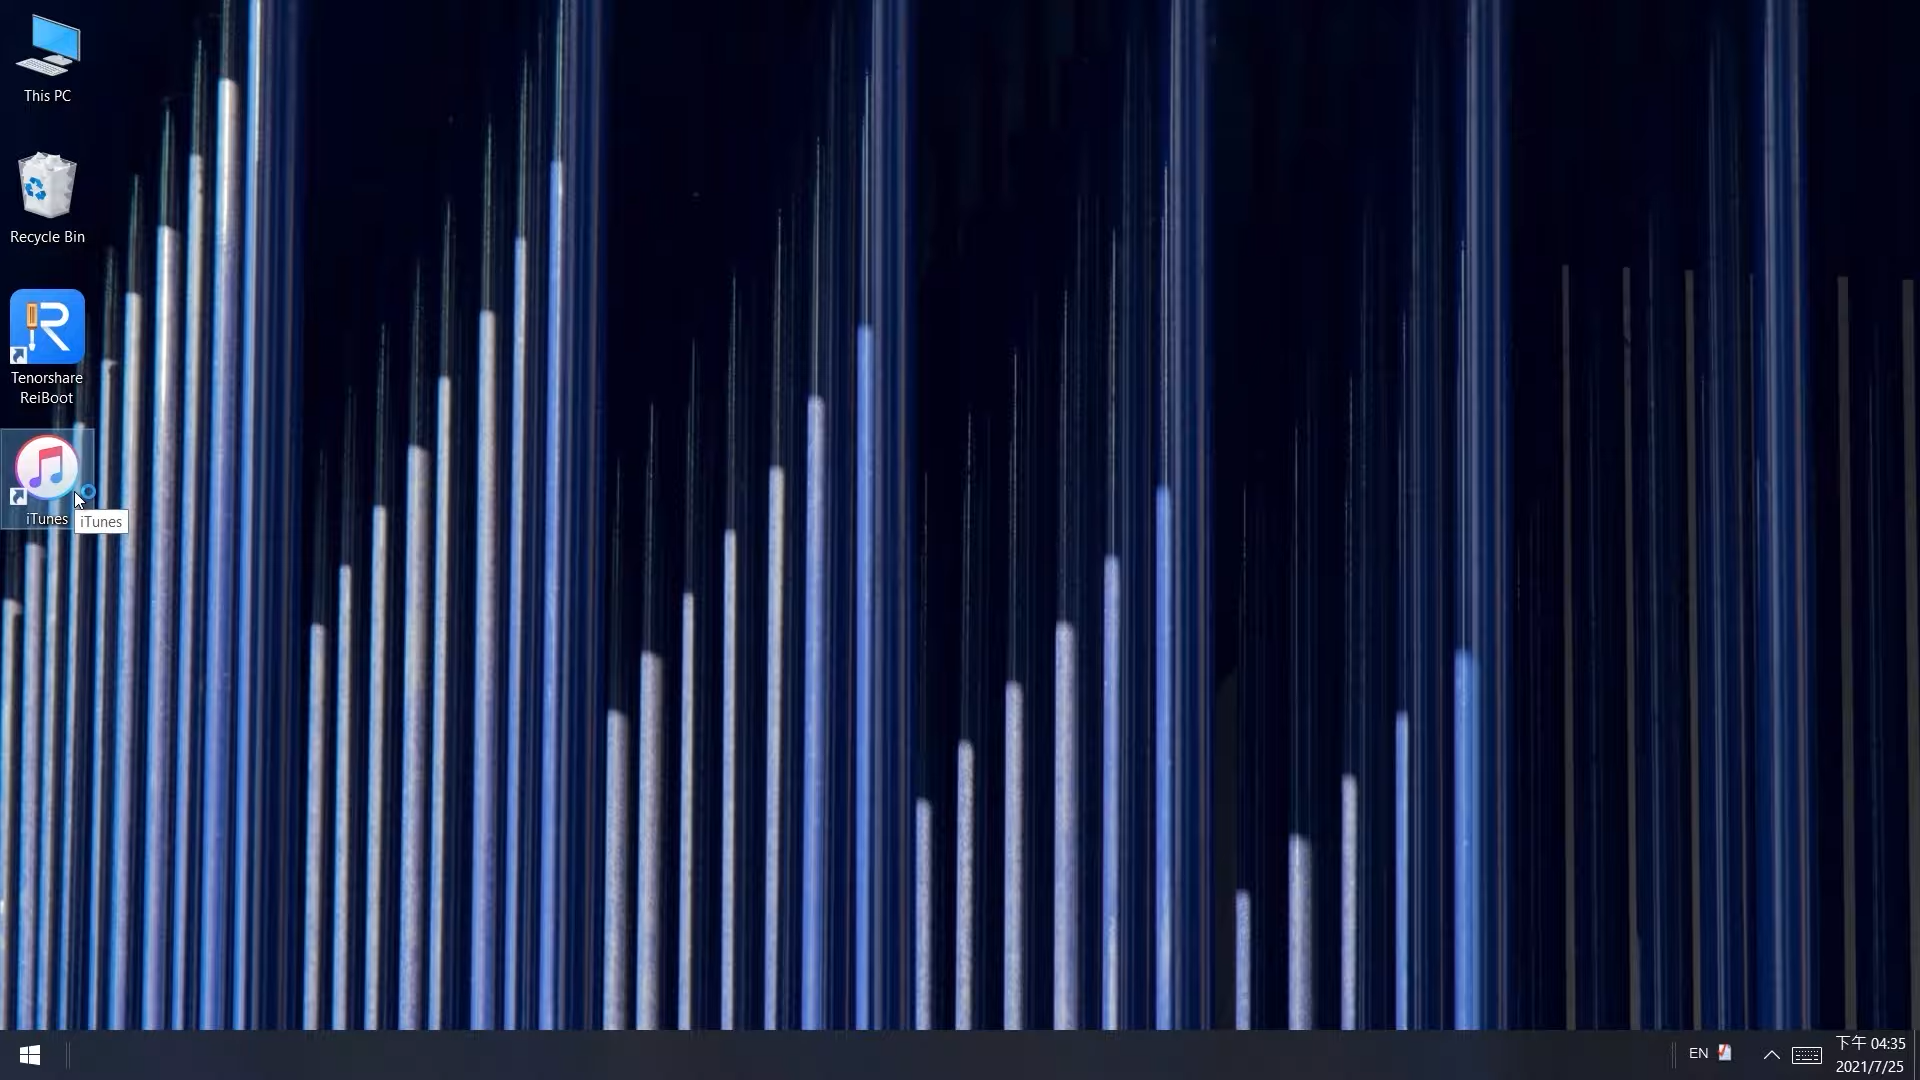 This PC
Recycle Bin
Tenorshare
ReiBoot
iTunes
iTunes
EN
下午 04:35
2021/7/25